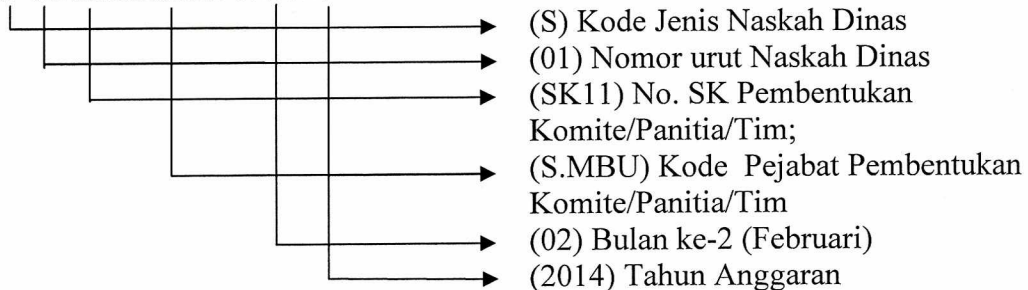 (S) Kode Jenis Naskah Dinas
(01) Nomor urut Naskah Dinas
(SK11) No. SK Pembentukan
Komite/Panitia/Tim;
(S.MBU) Kode Pejabat Pembentukan
Komite/Panitia/Tim
(02) Bulan ke-2 (Februari)
(2014) Tahun Anggaran